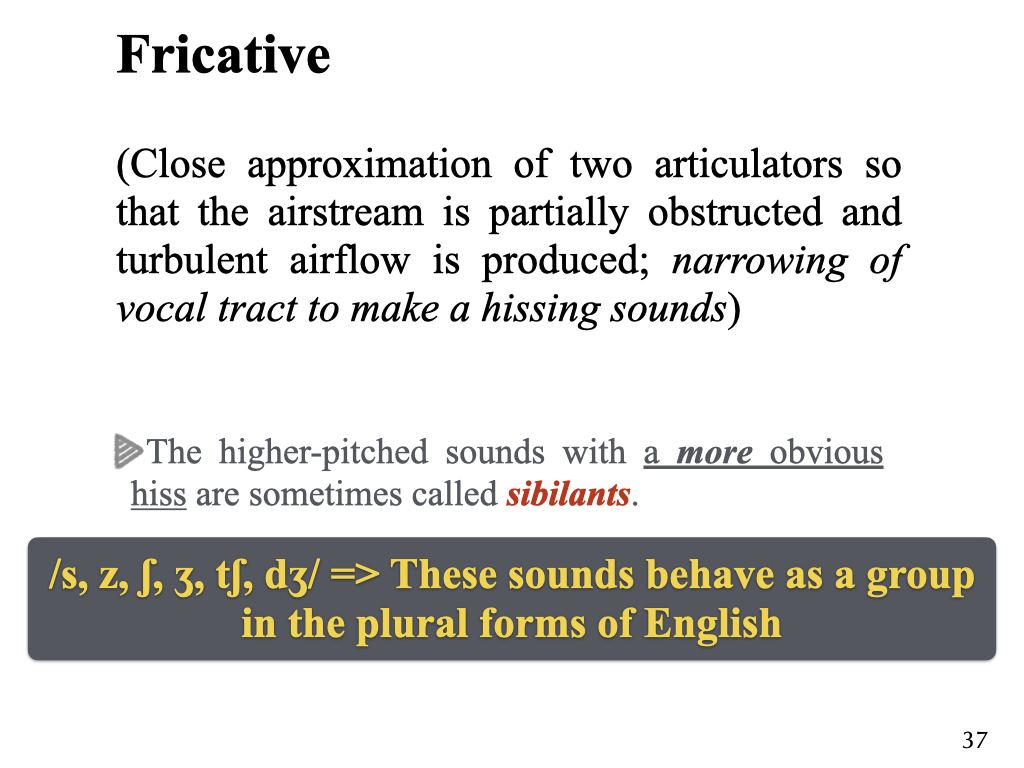 Fricative
(Close approximation of two articulators so
that the airstream is partially obstructed and
turbulent airflow is produced; narrowing of
vocal tract to make a hissing sounds)
The higher-pitched sounds with a more obvious
hiss are sometimes called sibilants.
/s, z, ʃ, ʒ, tʃ, dʒ/ => These sounds behave as a group
in the plural forms of English
37